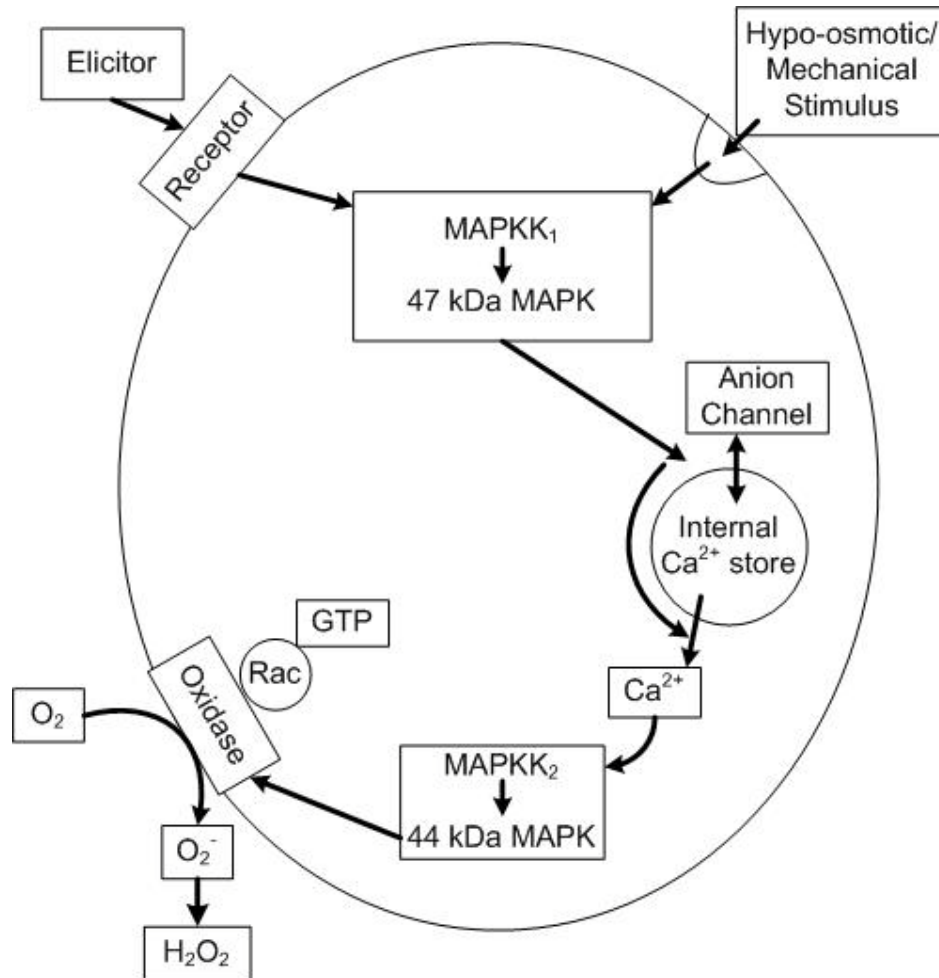 Elicitor
Receptor
Hypo-osmotic/
Mechanical
Stimulus
MAPKK₁
47 kDa MAPK
Anion
Channel
Internal
Ca²⁺ store
GTP
Rac
Oxidase
Ca²⁺
O₂
MAPKK₂
44 kDa MAPK
O₂⁻
H₂O₂